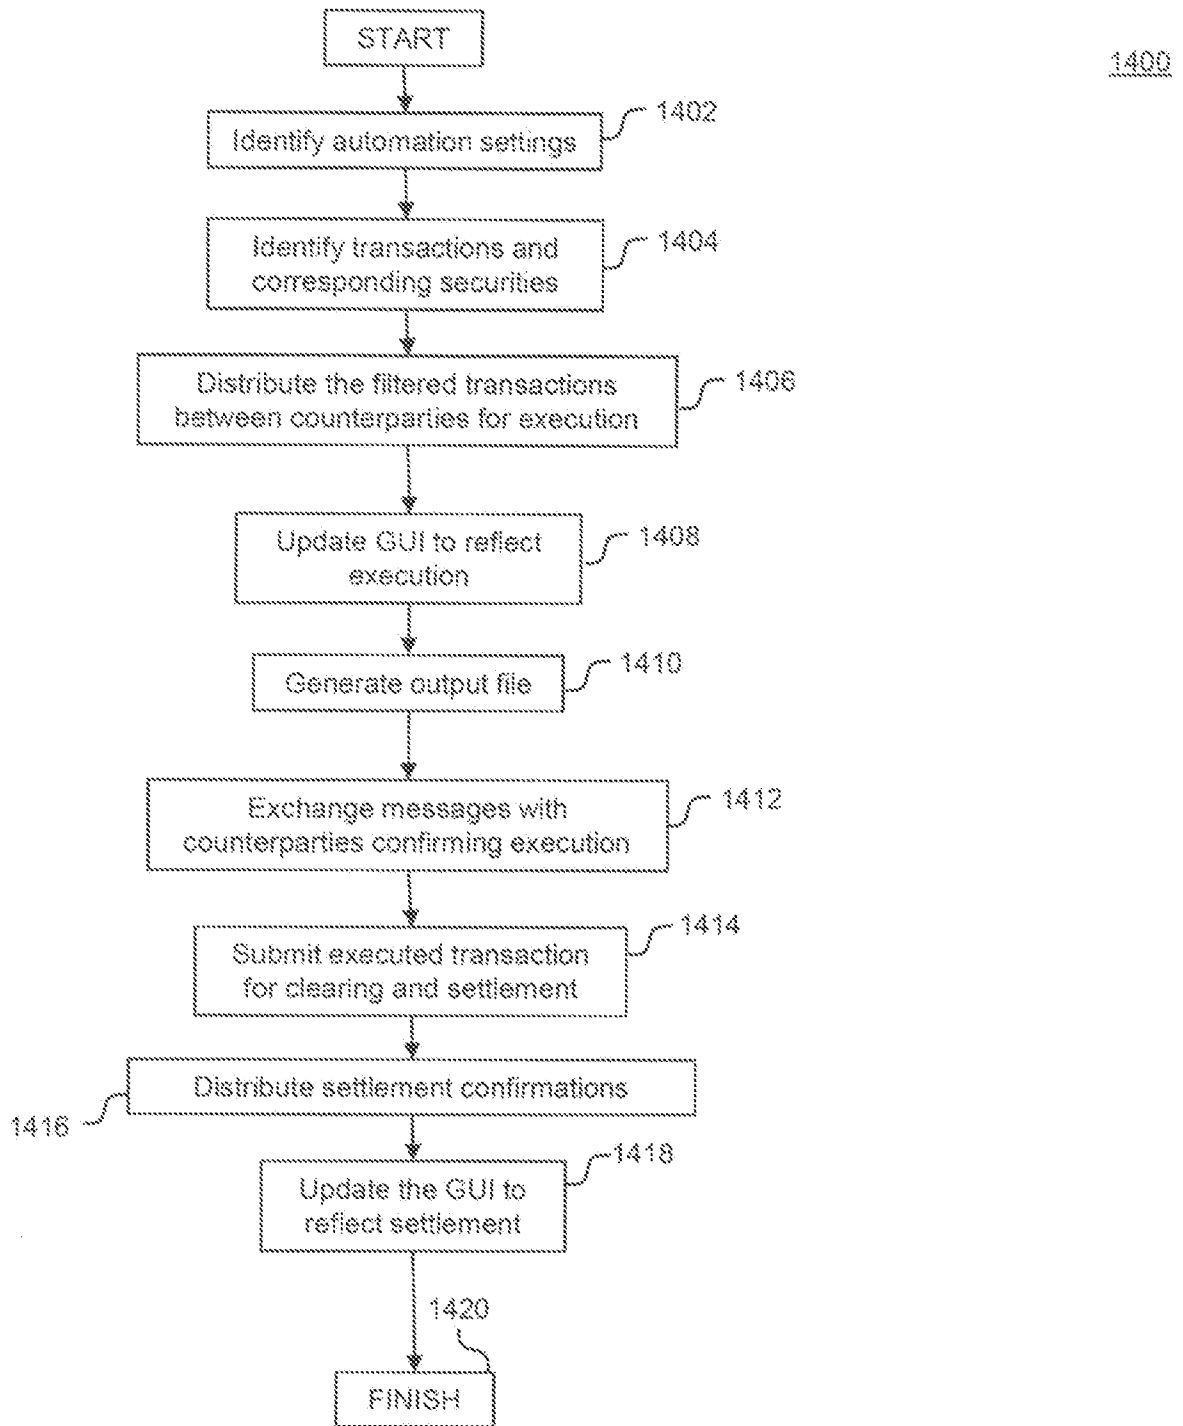 START
1400
1402
Identify automation settings
1404
Identify transactions and
corresponding securities
1406
Distribute the filtered transactions
between counterparties for execution
1408
Update GUI to reflect
execution
1410
Generate output file
1412
Exchange messages with
counterparties confirming execution
1414
Submit executed transaction
for clearing and settlement
Distribute settlement confirmations
1416
1418
Update the GUI to
reflect settlement
1420
FINISH